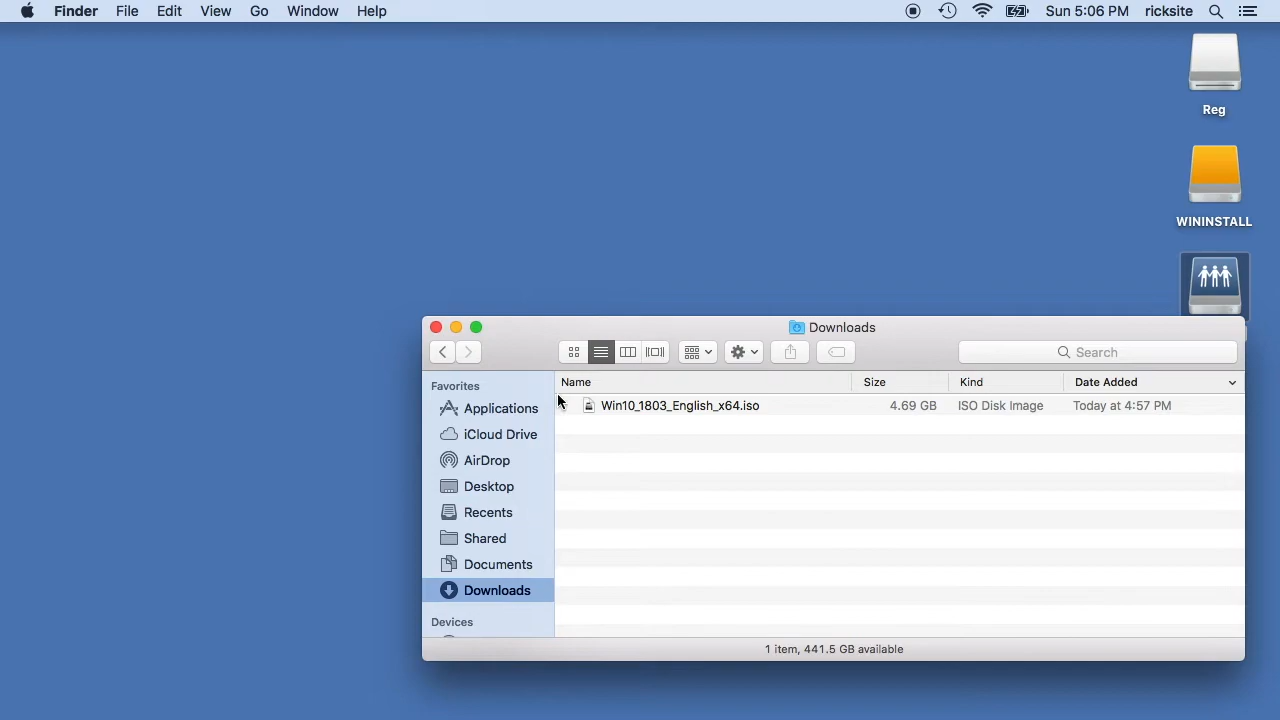 Finder File Edit View Go Window Help Sun 5:06 PM ricksite
Reg
WININSTALL
Downloads
Search
Favorites
Applications
iCloud Drive
AirDrop
Desktop
Recents
Shared
Documents
Downloads
Devices
Name Size Kind Date Added
Win10_1803_English_x64.iso 4.69 GB ISO Disk Image Today at 4:57 PM
1 item, 441.5 GB available